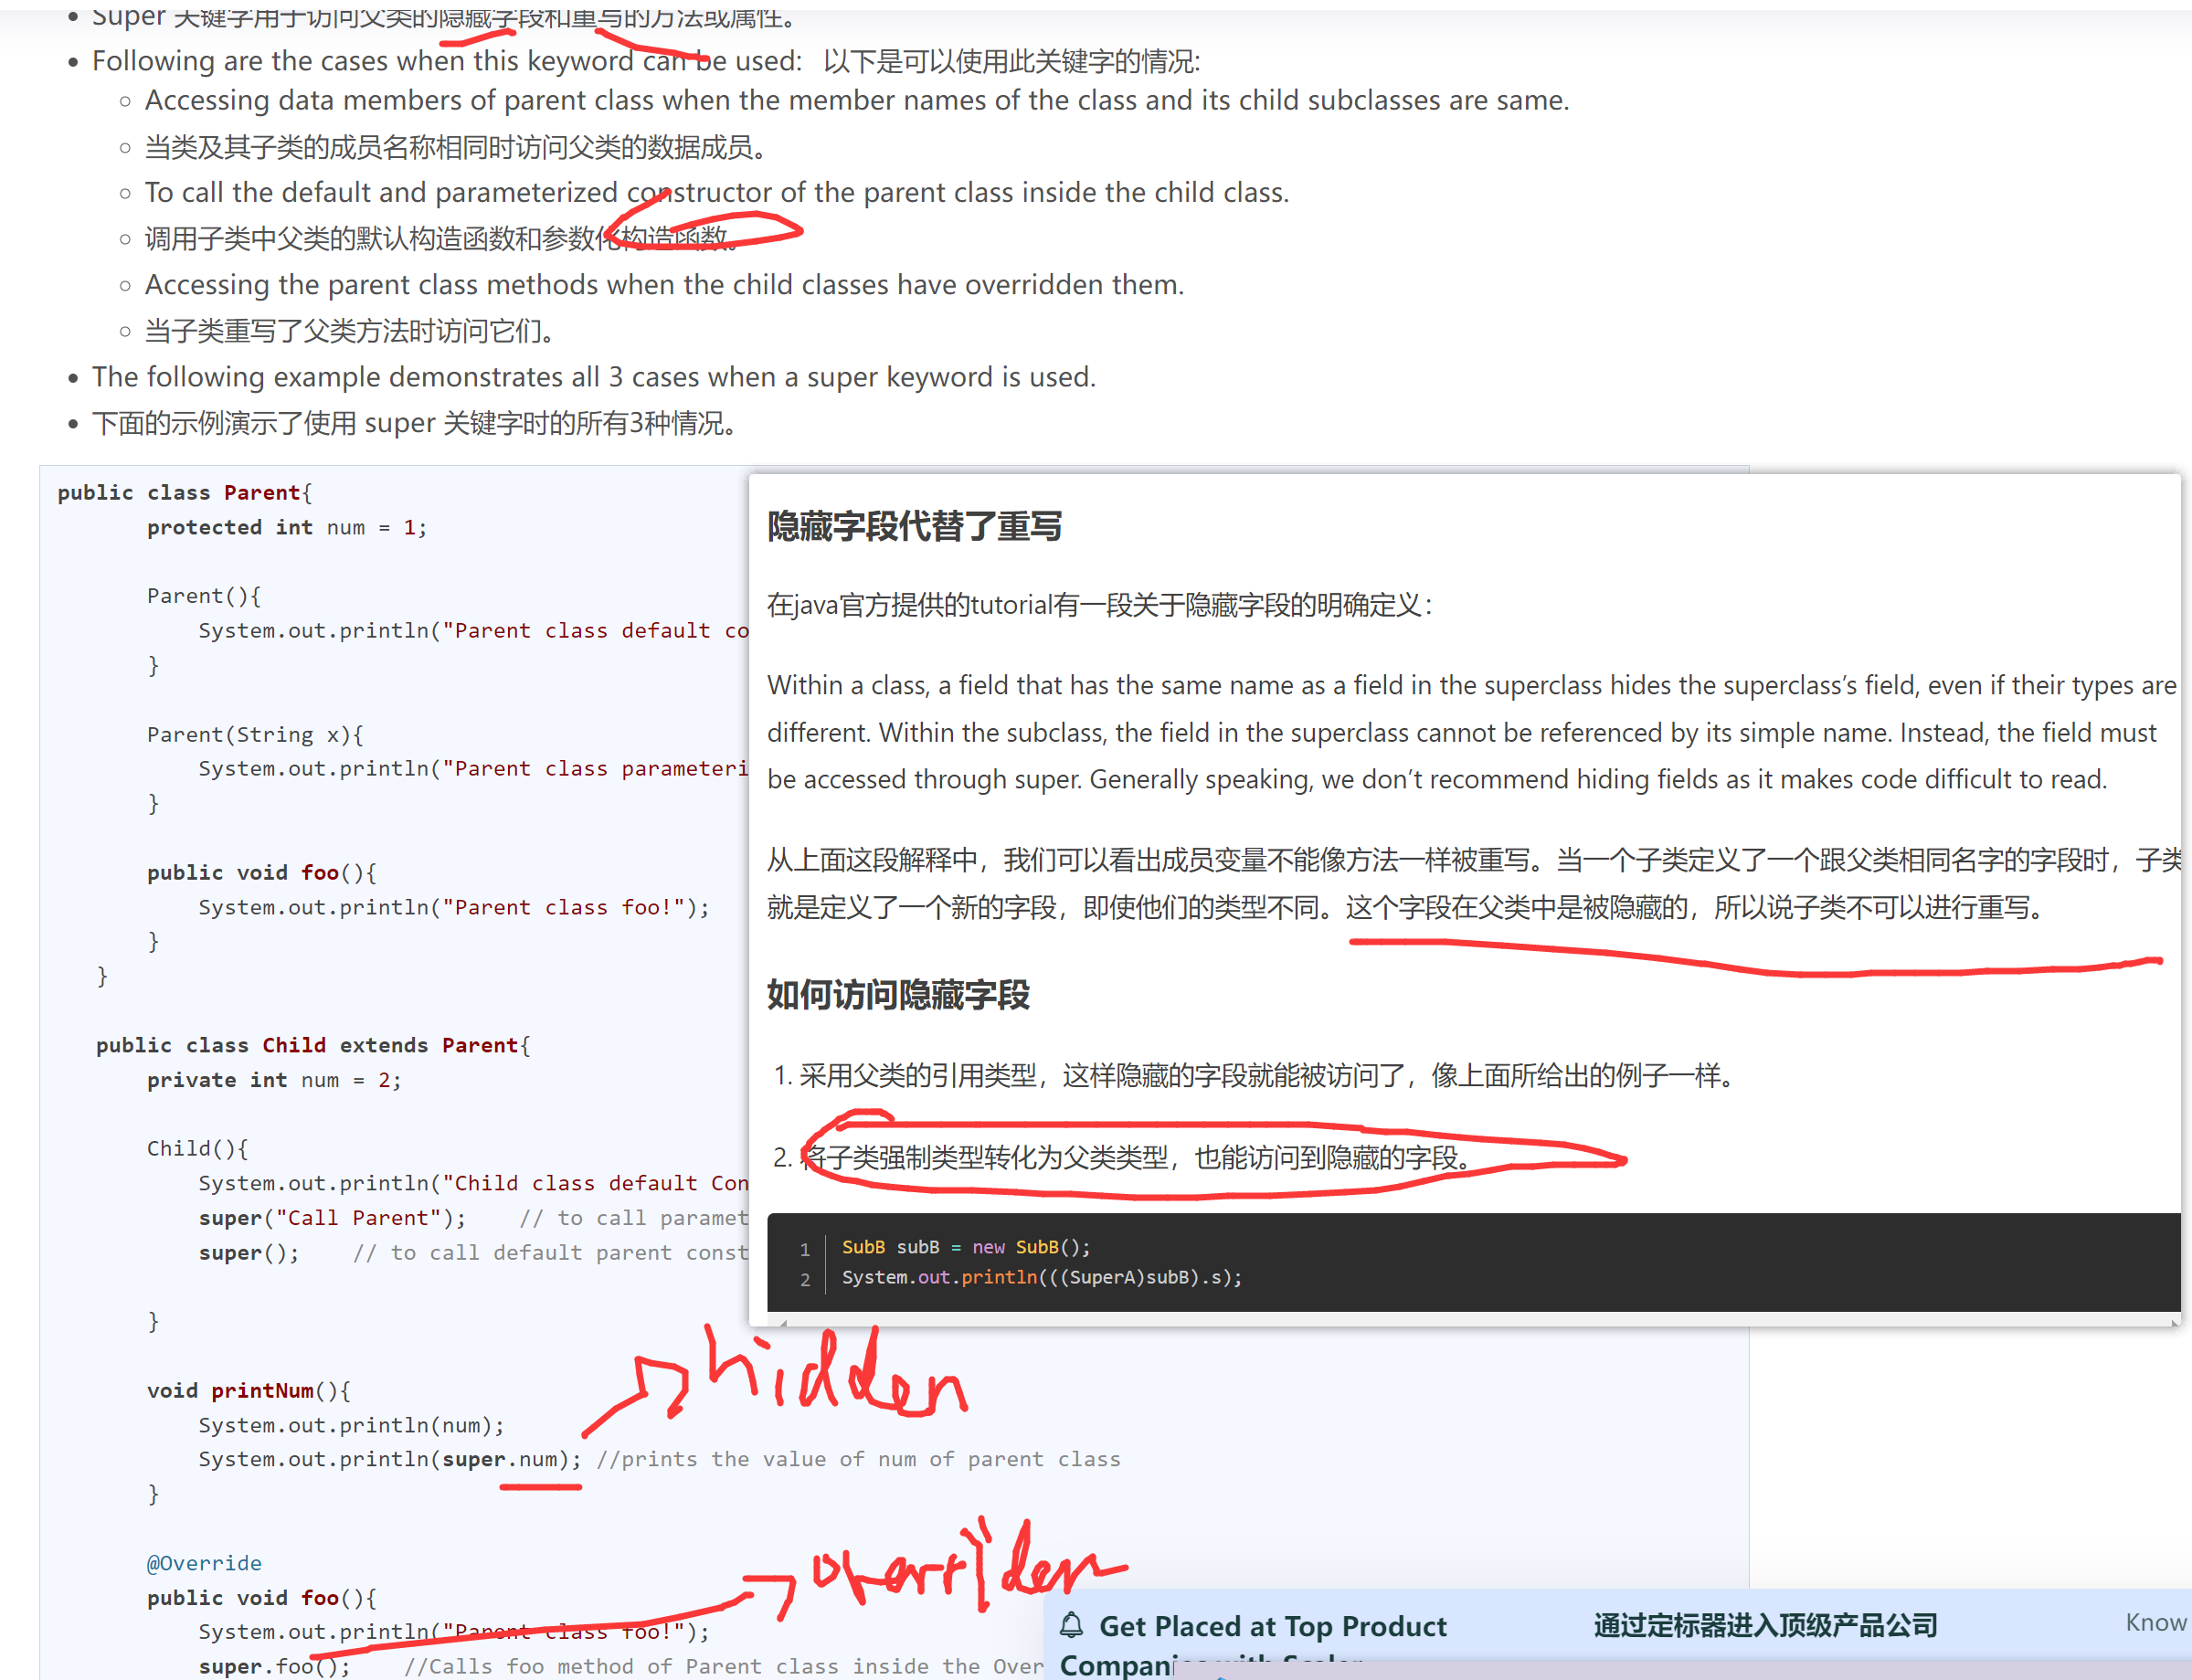 Super 关键字用于访问父类的隐藏字段和重写的方法或属性。
Following are the cases when this keyword can be used: 以下是可以使用此关键字的情况:
Accessing data members of parent class when the member names of the class and its child subclasses are same.
当类及其子类的成员名称相同时访问父类的数据成员。
To call the default and parameterized constructor of the parent class inside the child class.
调用子类中父类的默认构造函数和参数化构造函数。
Accessing the parent class methods when the child classes have overridden them.
当子类重写了父类方法时访问它们。
The following example demonstrates all 3 cases when a super keyword is used.
下面的示例演示了使用 super 关键字时的所有3种情况。
public class Parent{
protected int num = 1;
Parent(){
System.out.println("Parent class default co
}
Parent(String x){
System.out.println("Parent class parameteri
}
public void foo(){
System.out.println("Parent class foo!");
}
}
public class Child extends Parent{
private int num = 2;
Child(){
System.out.println("Child class default Con
super("Call Parent");    // to call paramet
super();    // to call default parent const
}
void printNum(){
System.out.println(num);
System.out.println(super.num); //prints the value of num of parent class
}
@Override
public void foo(){
System.out.println("Parent class foo!");
super.foo();    //Calls foo method of Parent class inside the Over
隐藏字段代替了重写
在java官方提供的tutorial有一段关于隐藏字段的明确定义：
Within a class, a field that has the same name as a field in the superclass hides the superclass’s field, even if their types are
different. Within the subclass, the field in the superclass cannot be referenced by its simple name. Instead, the field must
be accessed through super. Generally speaking, we don’t recommend hiding fields as it makes code difficult to read.
从上面这段解释中，我们可以看出成员变量不能像方法一样被重写。当一个子类定义了一个跟父类相同名字的字段时，子类
就是定义了一个新的字段，即使他们的类型不同。这个字段在父类中是被隐藏的，所以说子类不可以进行重写。
如何访问隐藏字段
1. 采用父类的引用类型，这样隐藏的字段就能被访问了，像上面所给出的例子一样。
2. 将子类强制类型转化为父类类型，也能访问到隐藏的字段。
1 SubB subB = new SubB();
2 System.out.println(((SuperA)subB).s);
hidden
overriden
Get Placed at Top Product
Companies with Scaler
通过定标器进入顶级产品公司
Know